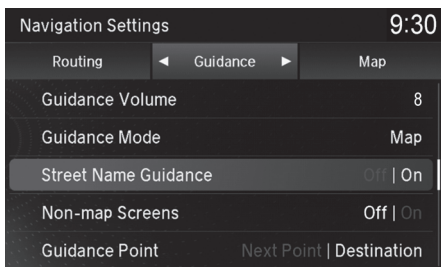 Navigation Settings 9:30
Routing ◄ Guidance ► Map
Guidance Volume 8
Guidance Mode Map
Street Name Guidance Off | On
Non-map Screens Off | On
Guidance Point Next Point | Destination